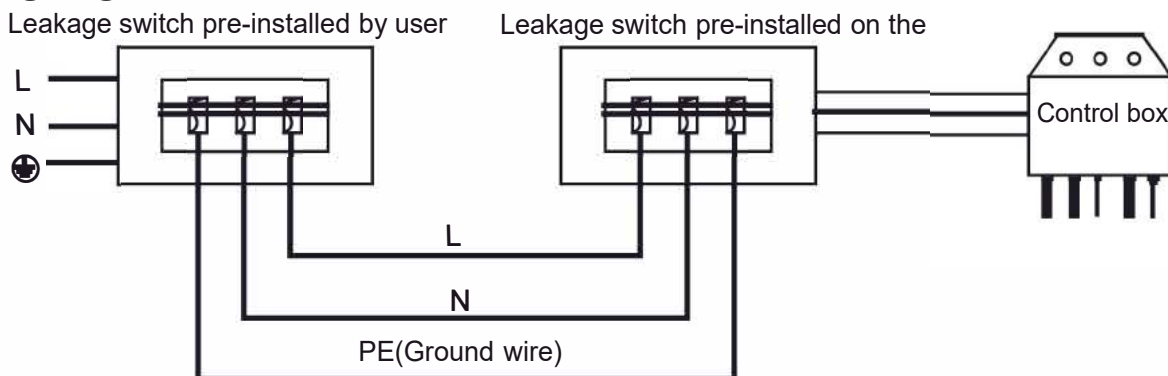 Leakage switch pre-installed by user
Leakage switch pre-installed on the
L
N
Control box
L
N
PE(Ground wire)